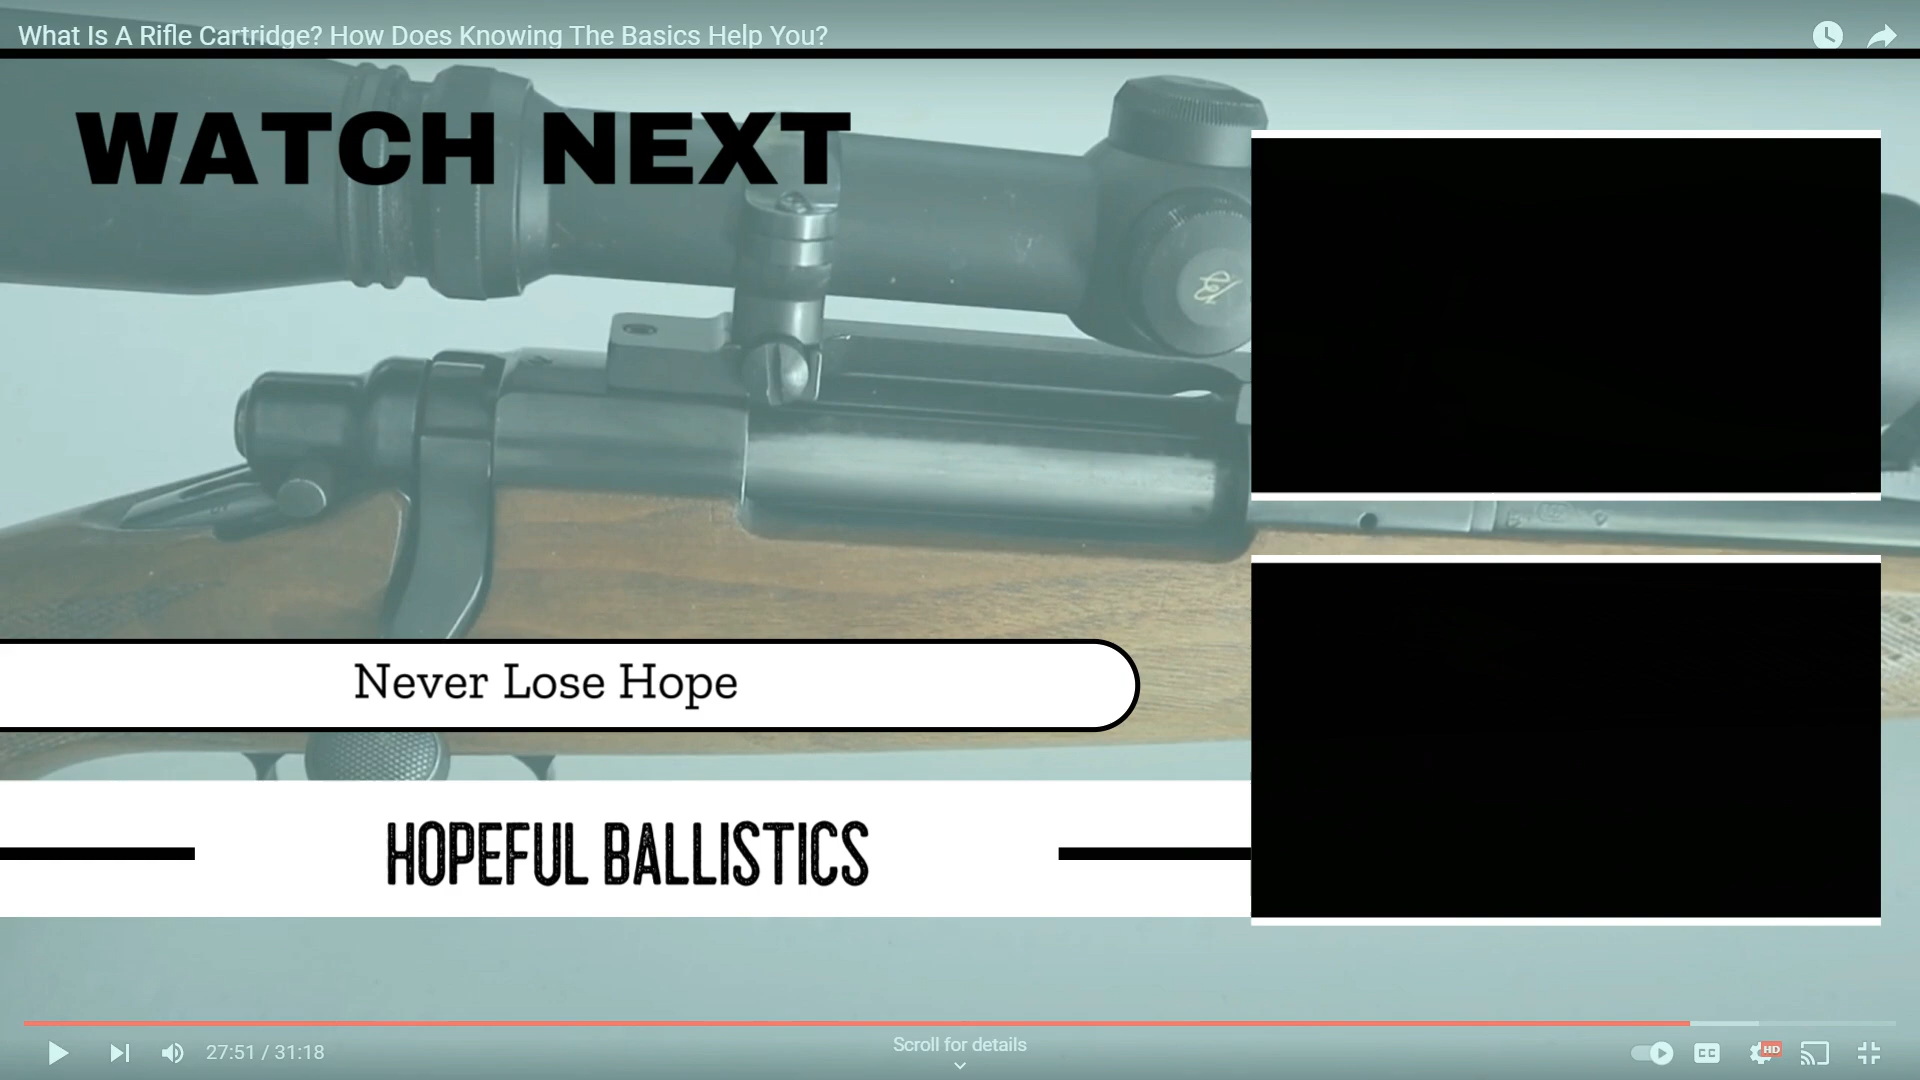 What Is A Rifle Cartridge? How Does Knowing The Basics Help You?
WATCH NEXT
Never Lose Hope
HOPEFUL BALLISTICS
27:51 / 31:18
Scroll for details
CC
HD